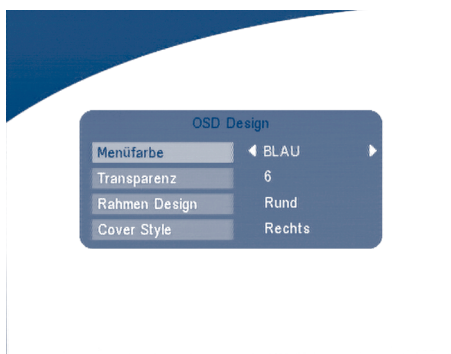 OSD Design
Menüfarbe BLAU
Transparenz 6
Rahmen Design Rund
Cover Style Rechts